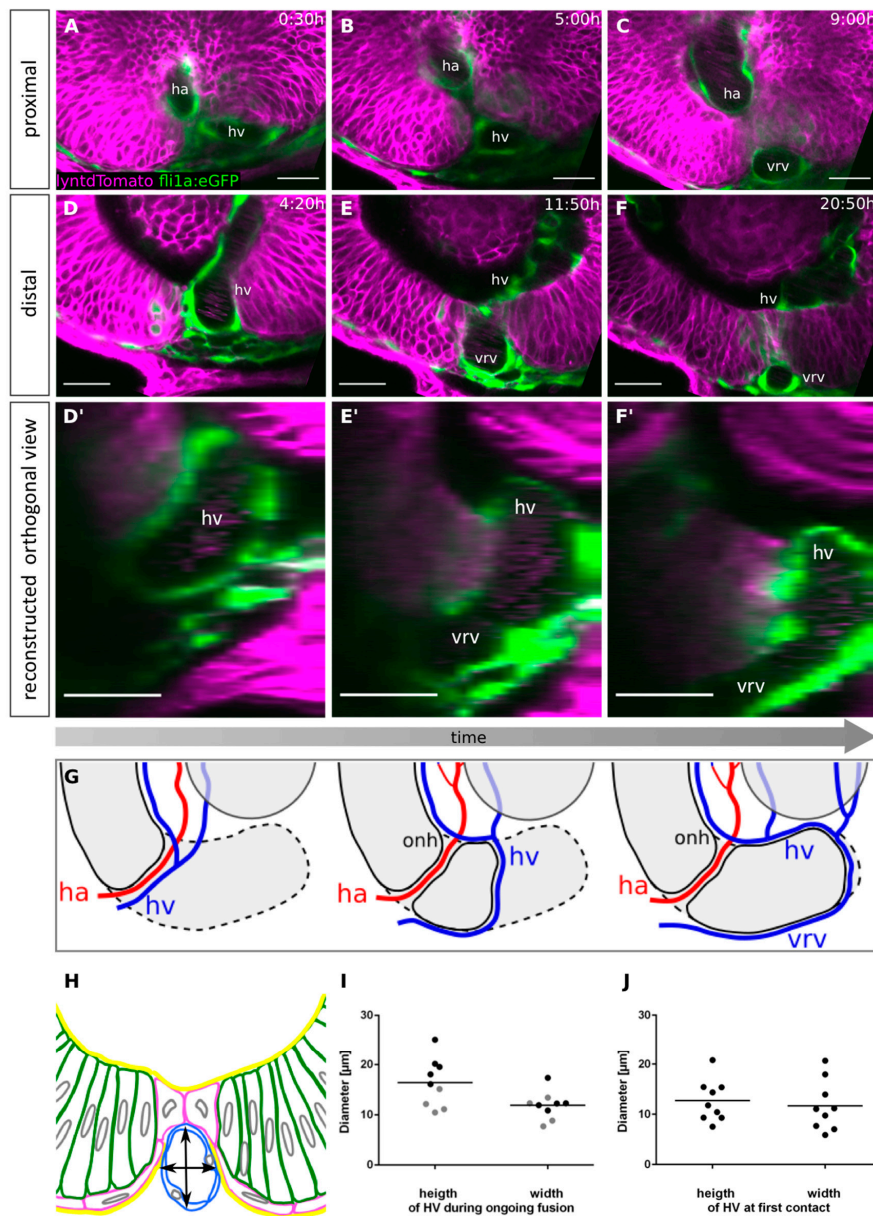 proximal
A
0:30h
ha
hv
lyntdTomato fli1a:eGFP
B
5:00h
ha
hv
C
9:00h
ha
vrv
distal
D
4:20h
hv
E
11:50h
hv
vrv
F
20:50h
hv
vrv
reconstructed orthogonal view
D'
hv
E'
hv
vrv
F'
hv
vrv
time
G
ha
hv
onh
hv
ha
onh
hv
ha
vrv
H
I
30
20
10
0
Diameter [µm]
heigth width
of HV during ongoing fusion
J
30
20
10
0
Diameter [µm]
heigth width
of HV at first contact